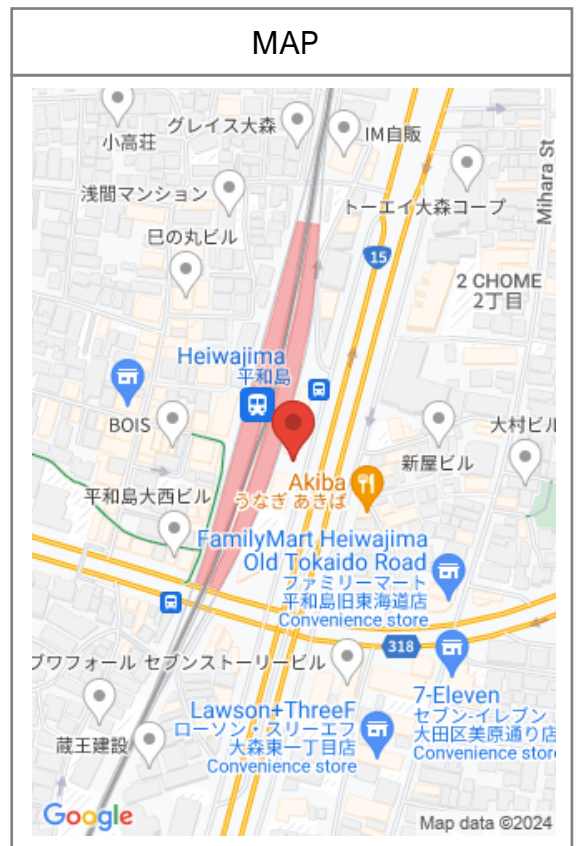 MAP
グレイス大森
小高荘
IM自販
浅間マンション
トーエイ大森コープ
Mihara St
巳の丸ビル
15
2 CHOME
2丁目
Heiwajima
平和島
BOIS
大村ビル
新屋ビル
Akiba
うなぎ あきば
平和島大西ビル
FamilyMart Heiwajima
Old Tokaido Road
ファミリーマート
平和島旧東海道店
Convenience store
318
ブワフォール
セブンストーリービル
7-Eleven
セブン-イレブン
大田区美原通り店
Convenience store
Lawson+ThreeF
ローソン・スリーエフ
大森東一丁目店
Convenience store
蔵王建設
Google
Map data ©2024